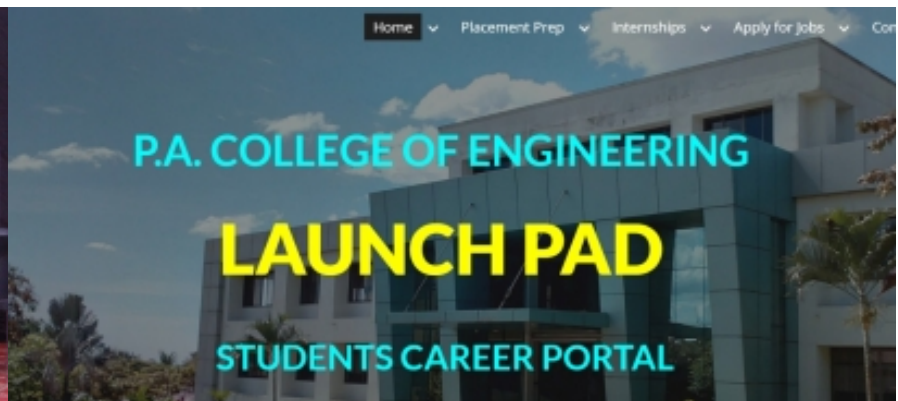 Home Placement Prep Internships Apply for Jobs
P.A. COLLEGE OF ENGINEERING
LAUNCH PAD
STUDENTS CAREER PORTAL